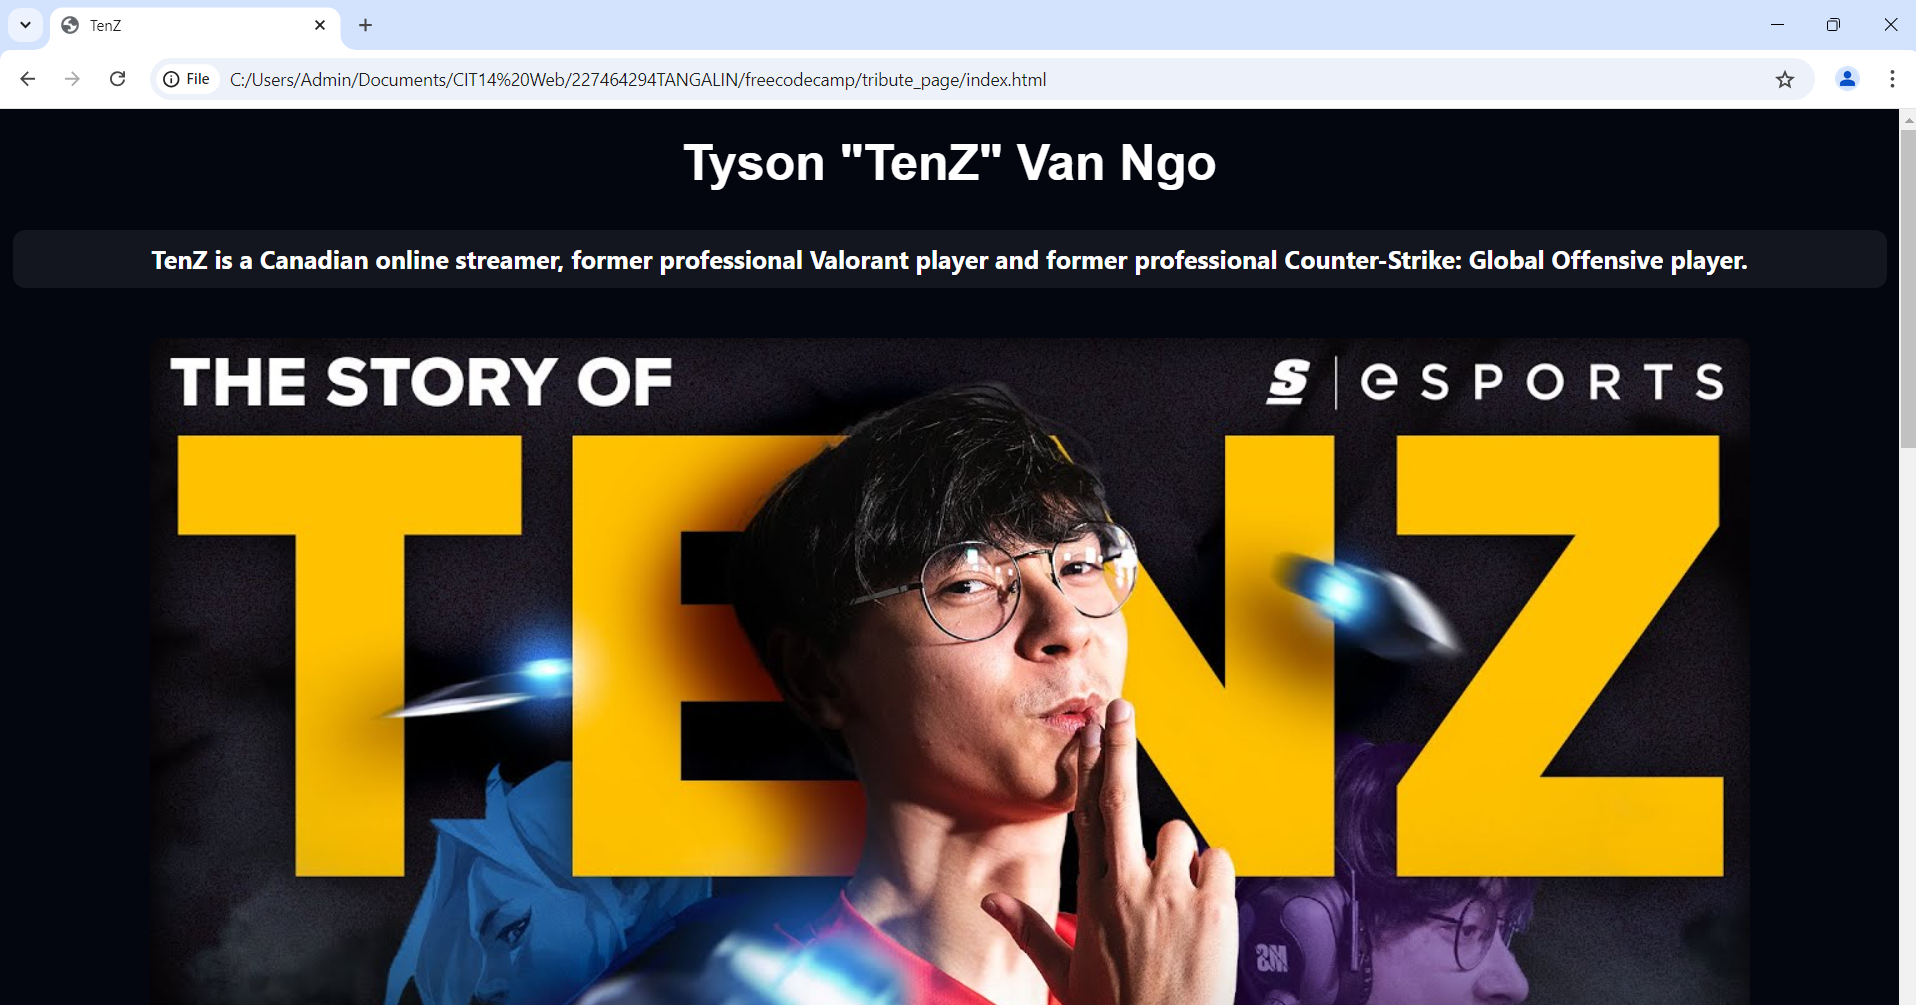 TenZ
File
C:/Users/Admin/Documents/CIT14%20Web/227464294TANGALIN/freecodecamp/tribute_page/index.html
Tyson "TenZ" Van Ngo
TenZ is a Canadian online streamer, former professional Valorant player and former professional Counter-Strike: Global Offensive player.
THE STORY OF
S | eSPORTS
TENZ